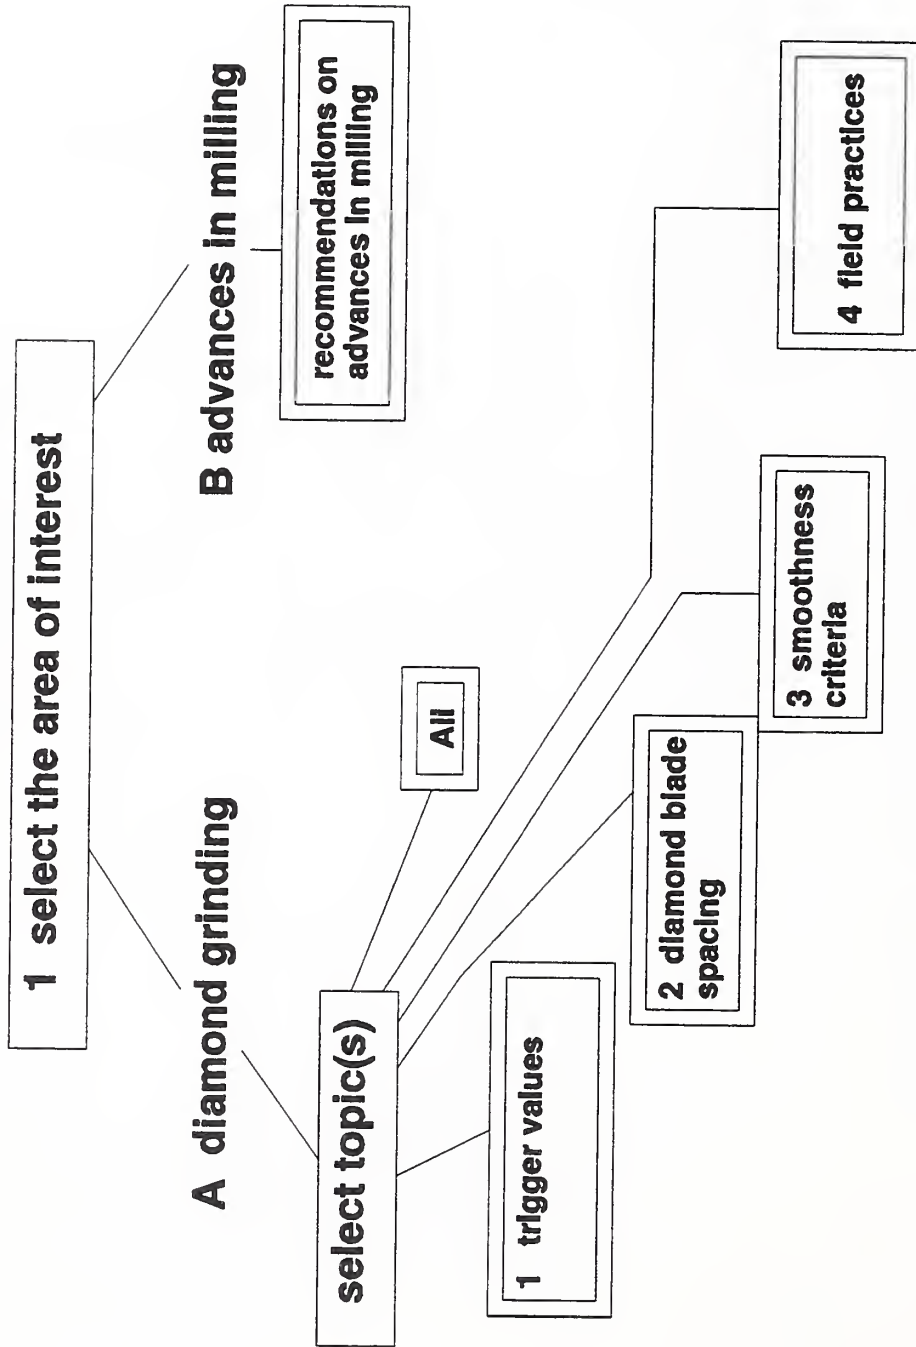 1 select the area of interest
A diamond grinding
B advances in milling
recommendations on
advances in milling
select topic(s)
All
1 trigger values
2 diamond blade
spacing
3 smoothness
criteria
4 field practices